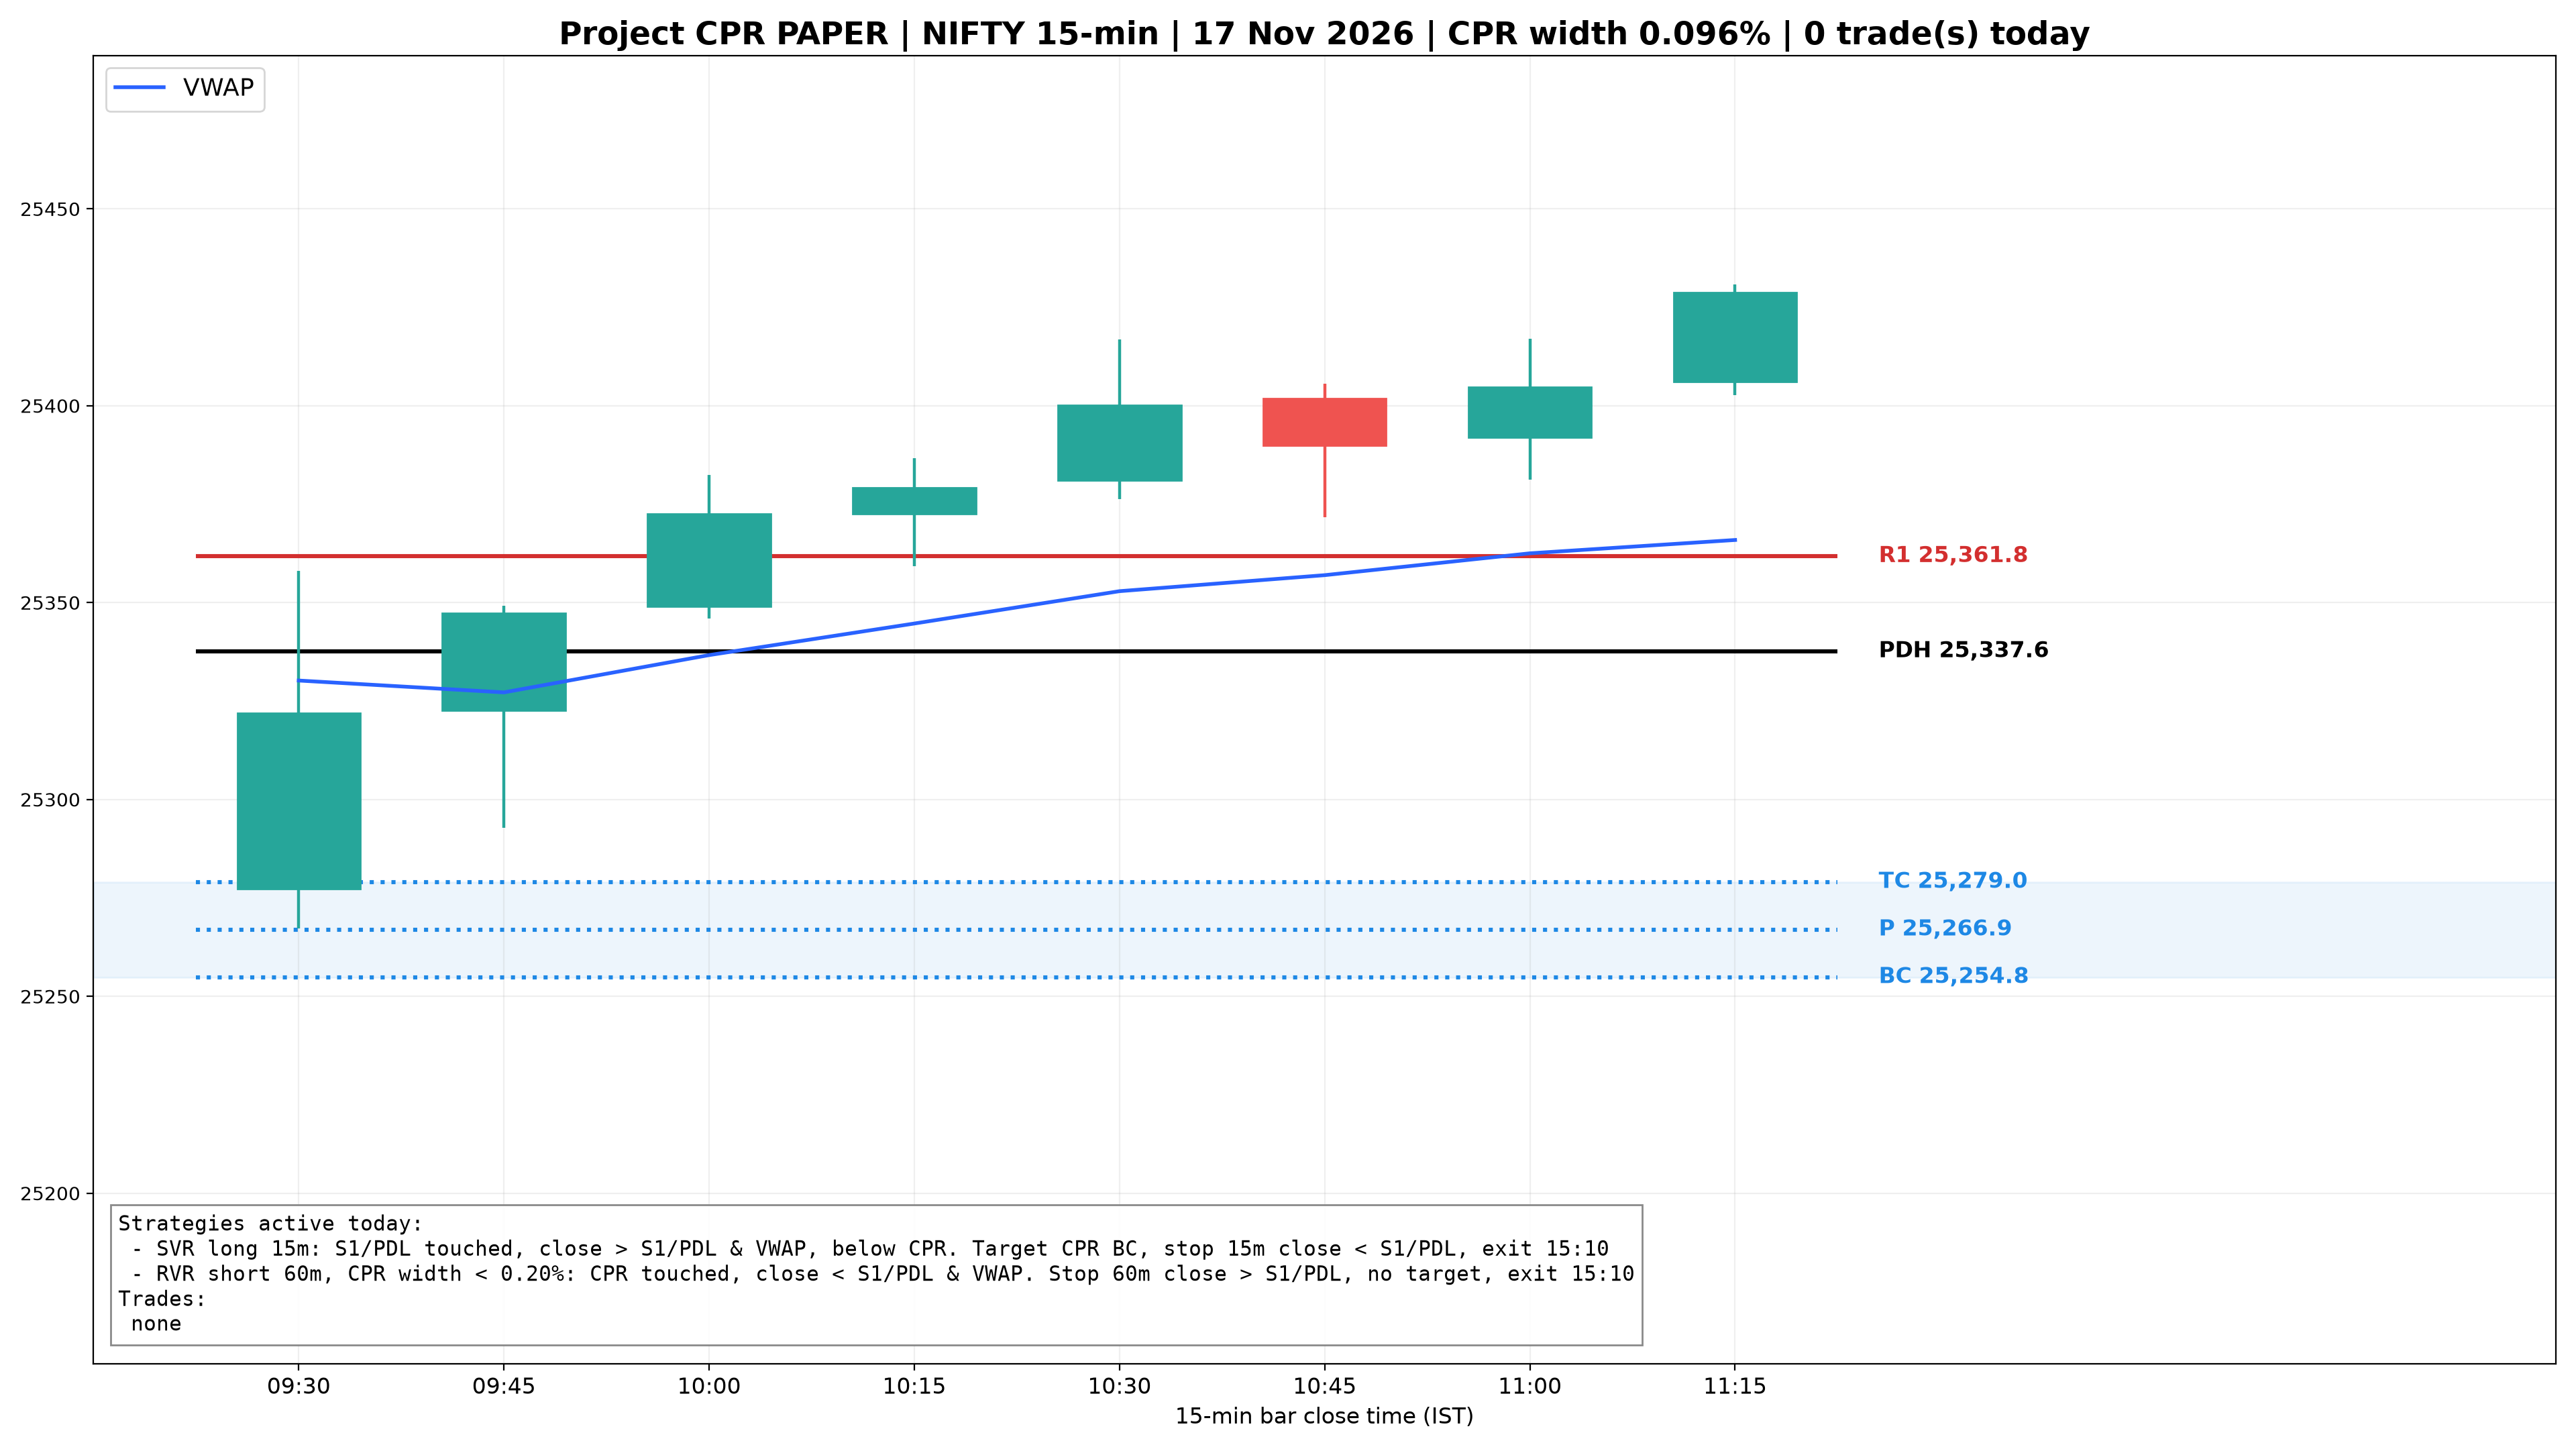 Project CPR PAPER | NIFTY 15-min | 17 Nov 2026 | CPR width 0.096% | 0 trade(s) today
VWAP
25450
25400
25350
25300
25250
25200
R1 25,361.8
PDH 25,337.6
TC 25,279.0
P 25,266.9
BC 25,254.8
Strategies active today:
- SVR long 15m: S1/PDL touched, close > S1/PDL & VWAP, below CPR. Target CPR BC, stop 15m close < S1/PDL, exit 15:10
- RVR short 60m, CPR width < 0.20%: CPR touched, close < S1/PDL & VWAP. Stop 60m close > S1/PDL, no target, exit 15:10
Trades:
none
09:30 09:45 10:00 10:15 10:30 10:45 11:00 11:15
15-min bar close time (IST)